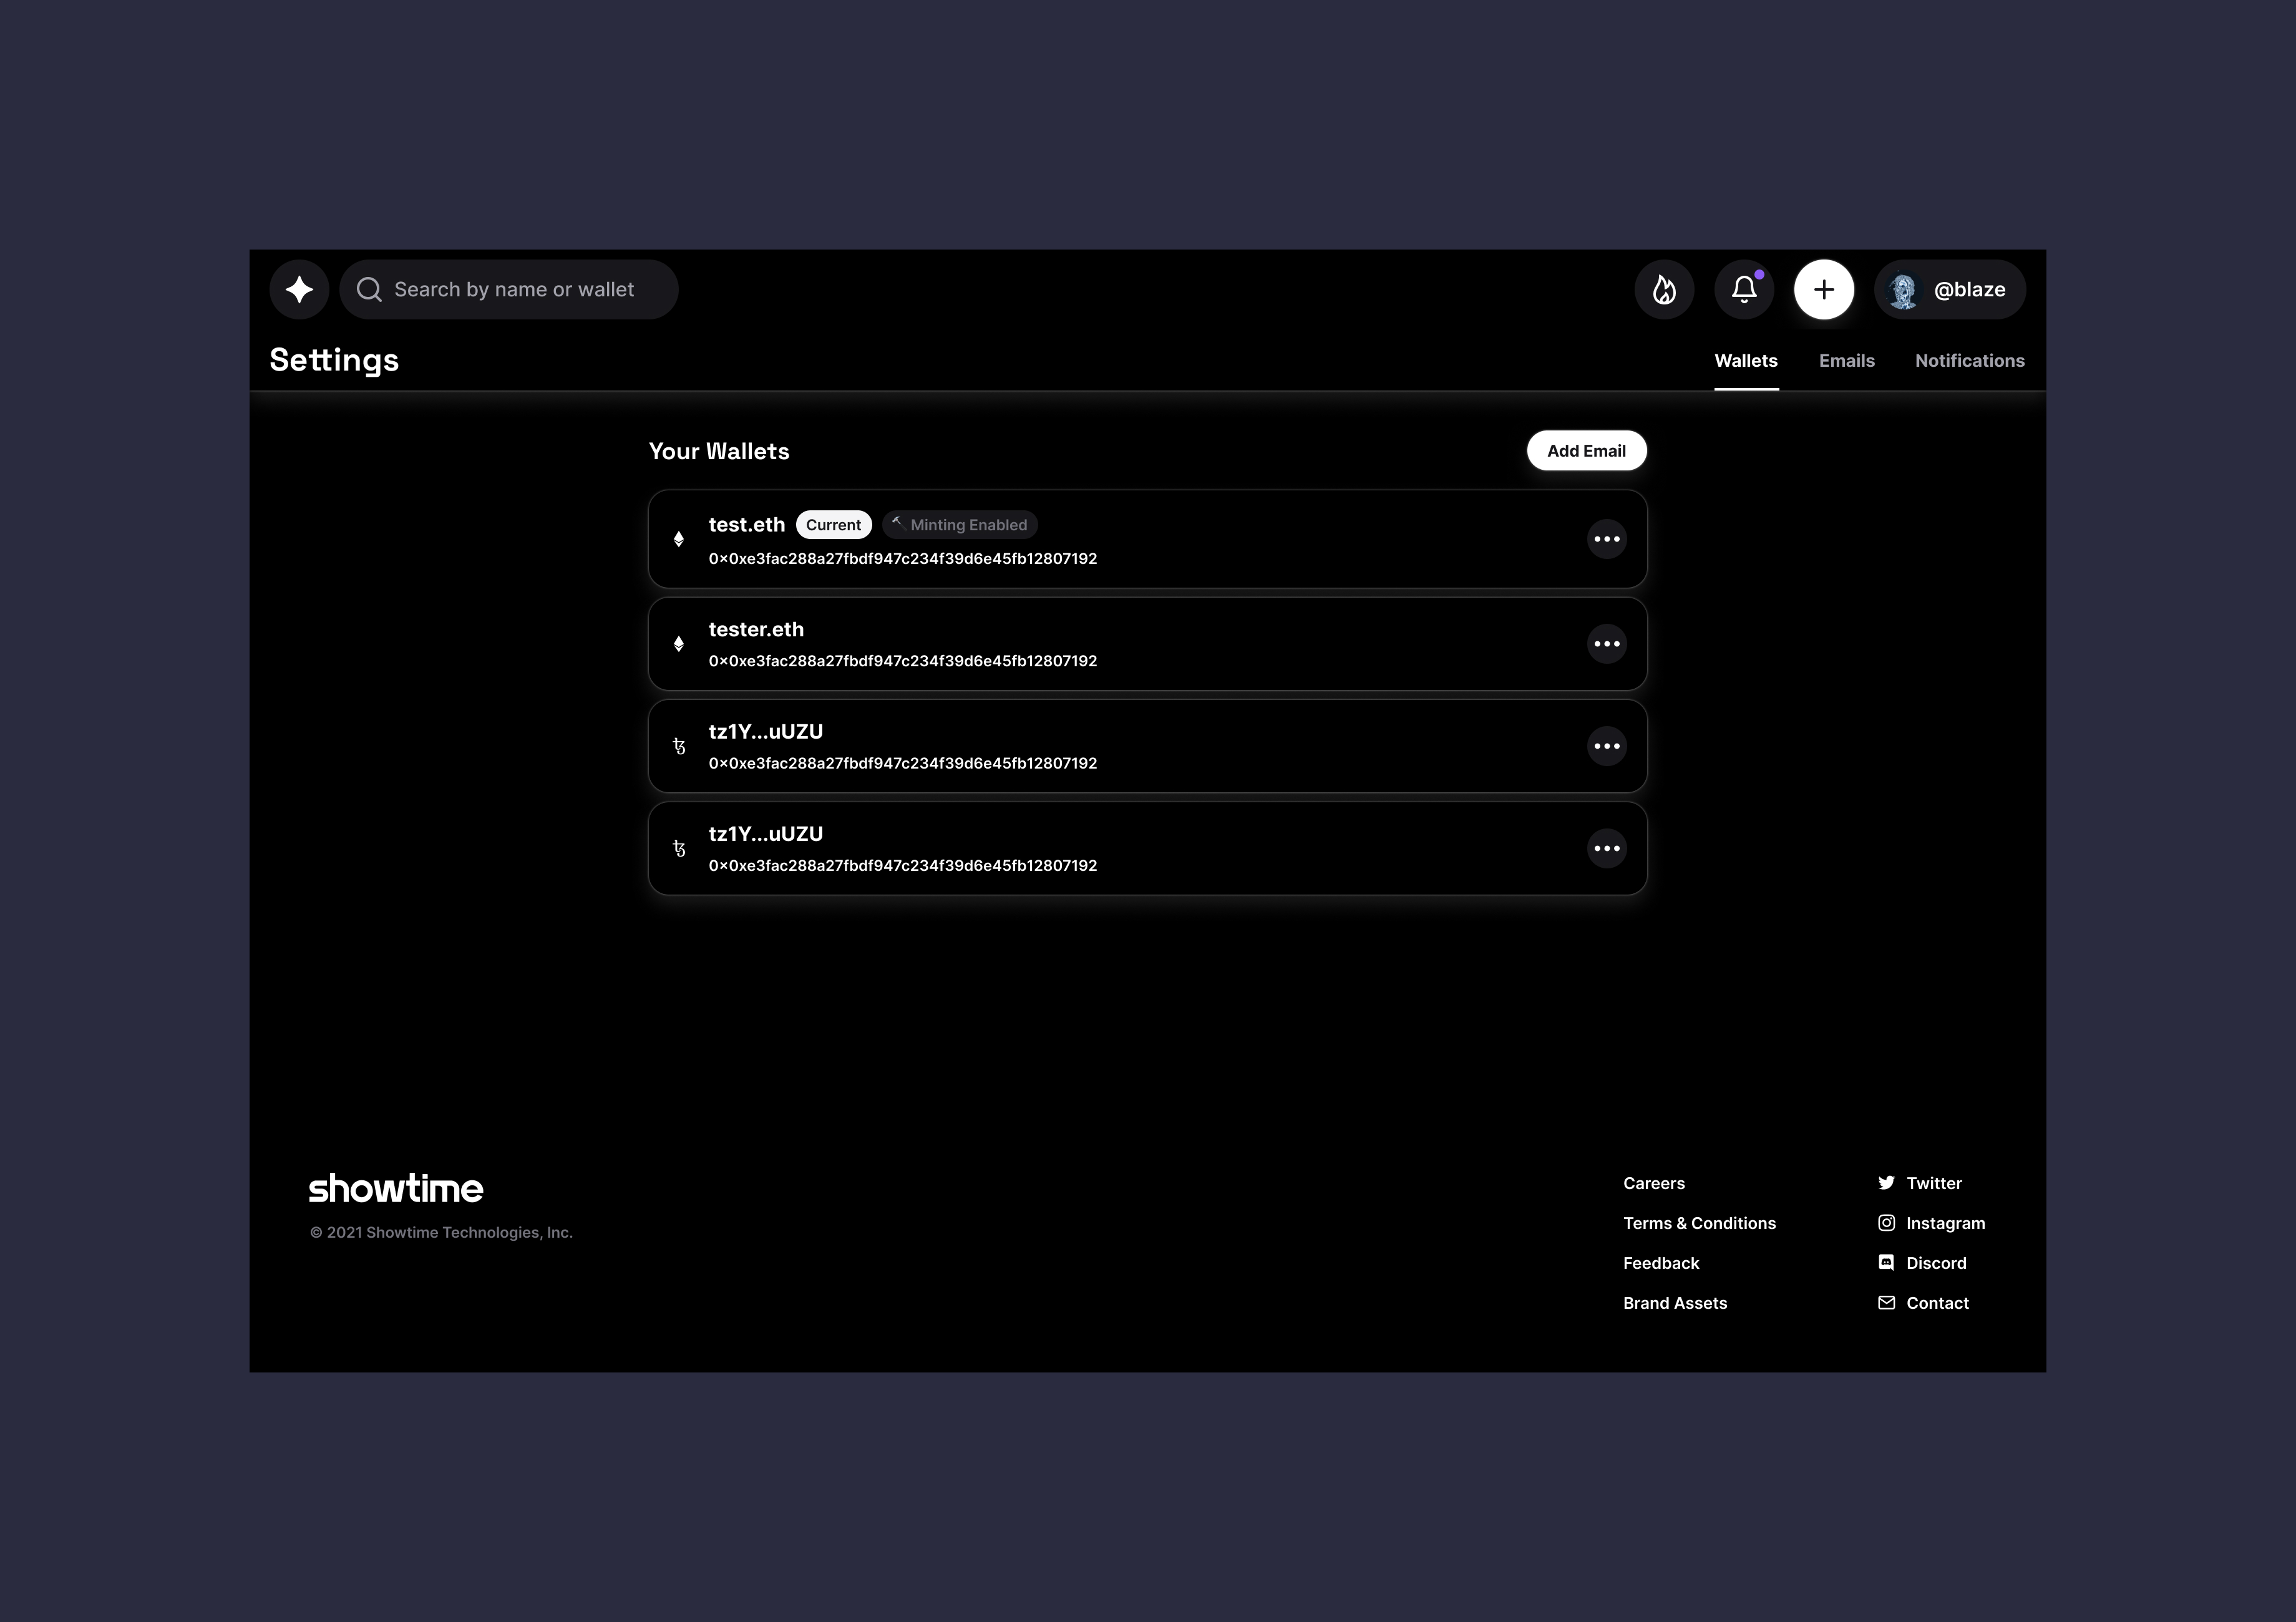 Search by name or wallet
@blaze
Settings
Wallets
Emails
Notifications
Your Wallets
Add Email
test.eth
Current
Minting Enabled
0×0xe3fac288a27fbdf947c234f39d6e45fb12807192
tester.eth
0×0xe3fac288a27fbdf947c234f39d6e45fb12807192
tz1Y...uUZU
0×0xe3fac288a27fbdf947c234f39d6e45fb12807192
tz1Y...uUZU
0×0xe3fac288a27fbdf947c234f39d6e45fb12807192
showtime
© 2021 Showtime Technologies, Inc.
Careers
Terms & Conditions
Feedback
Brand Assets
Twitter
Instagram
Discord
Contact